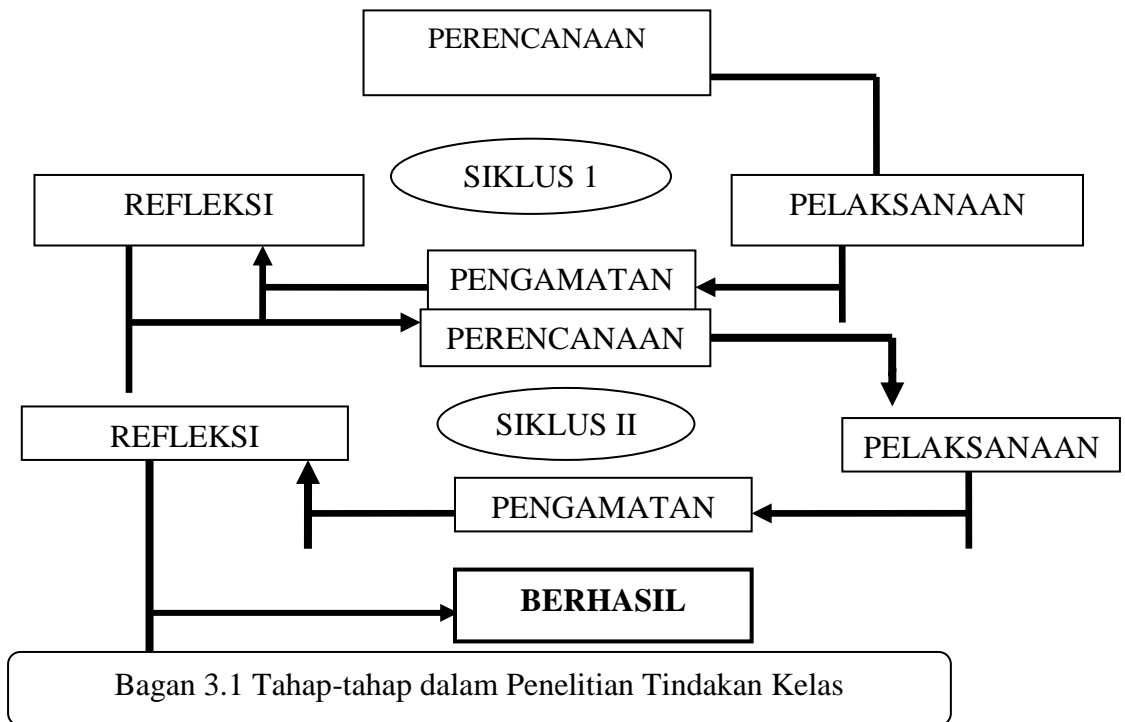 PERENCANAAN
SIKLUS 1
REFLEKSI
PELAKSANAAN
PENGAMATAN
PERENCANAAN
SIKLUS II
REFLEKSI
PELAKSANAAN
PENGAMATAN
BERHASIL
Bagan 3.1 Tahap-tahap dalam Penelitian Tindakan Kelas